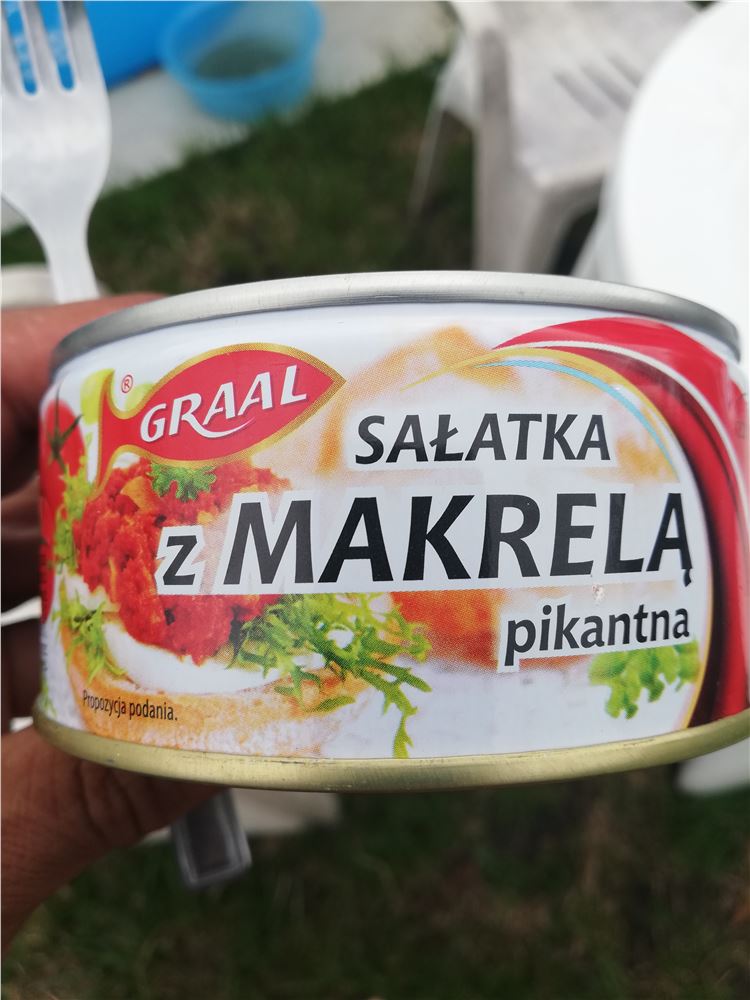 ® GRAAL
SAŁATKA
z MAKRELĄ
pikantna
Propozycja podania.